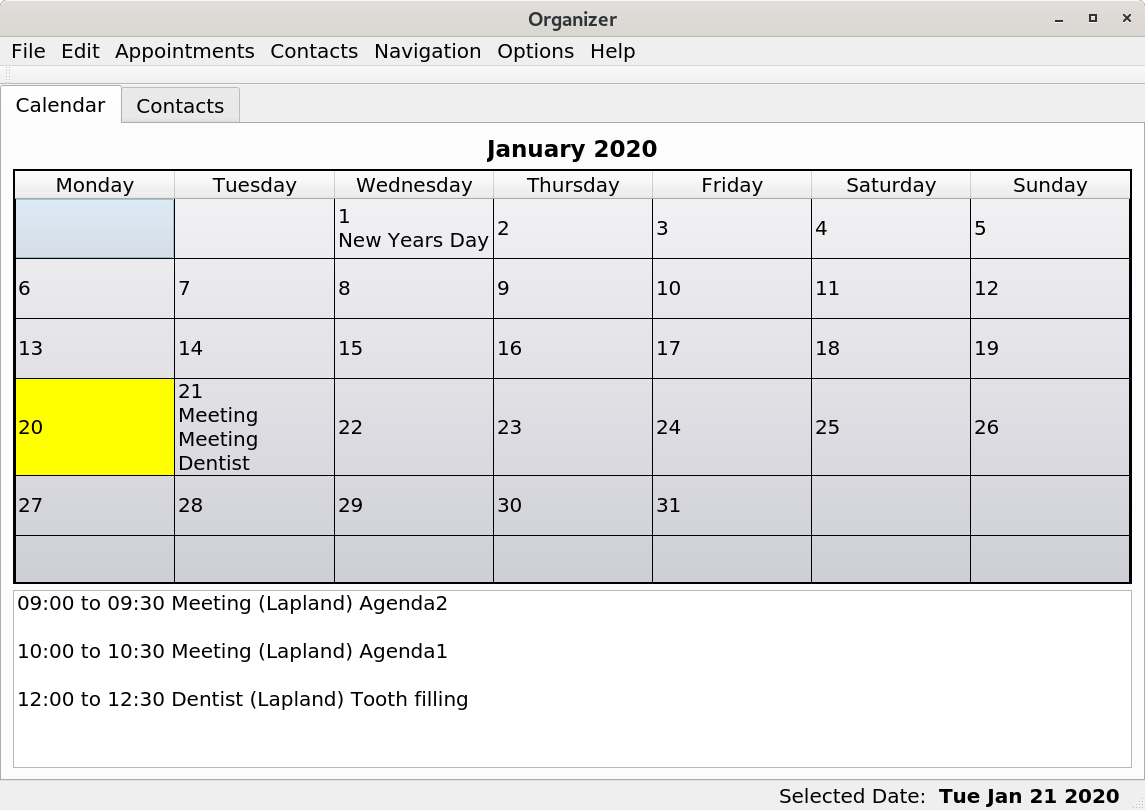 Organizer
File Edit Appointments Contacts Navigation Options Help
Calendar Contacts
January 2020
Monday Tuesday Wednesday Thursday Friday Saturday Sunday
1
New Years Day
2 3 4 5
6 7 8 9 10 11 12
13 14 15 16 17 18 19
20
21
Meeting
Meeting
Dentist
22 23 24 25 26
27 28 29 30 31
09:00 to 09:30 Meeting (Lapland) Agenda2
10:00 to 10:30 Meeting (Lapland) Agenda1
12:00 to 12:30 Dentist (Lapland) Tooth filling
Selected Date: Tue Jan 21 2020